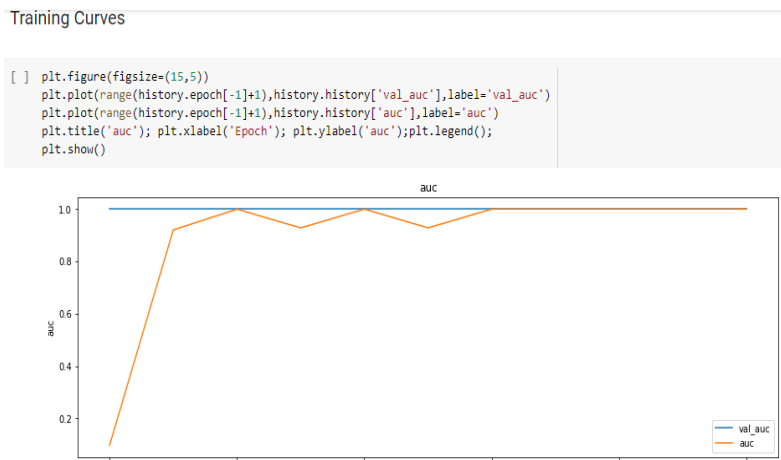 Training Curves
[ ] plt.figure(figsize=(15,5))
plt.plot(range(history.epoch[-1]+1),history.history['val_auc'],label='val_auc')
plt.plot(range(history.epoch[-1]+1),history.history['auc'],label='auc')
plt.title('auc'); plt.xlabel('Epoch'); plt.ylabel('auc');plt.legend();
plt.show()
auc
1.0
0.8
0.6
auc
0.4
0.2
val_auc
auc